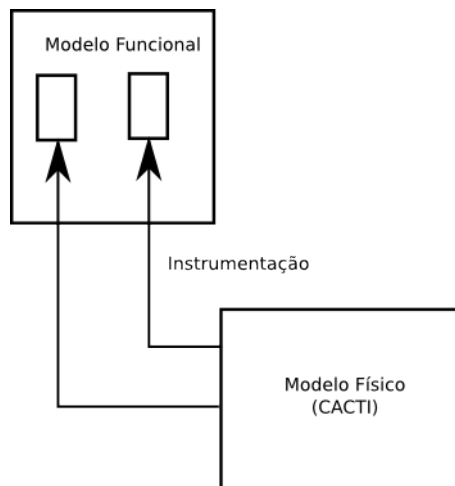 Modelo Funcional
Instrumentação
Modelo Físico
(CACTI)